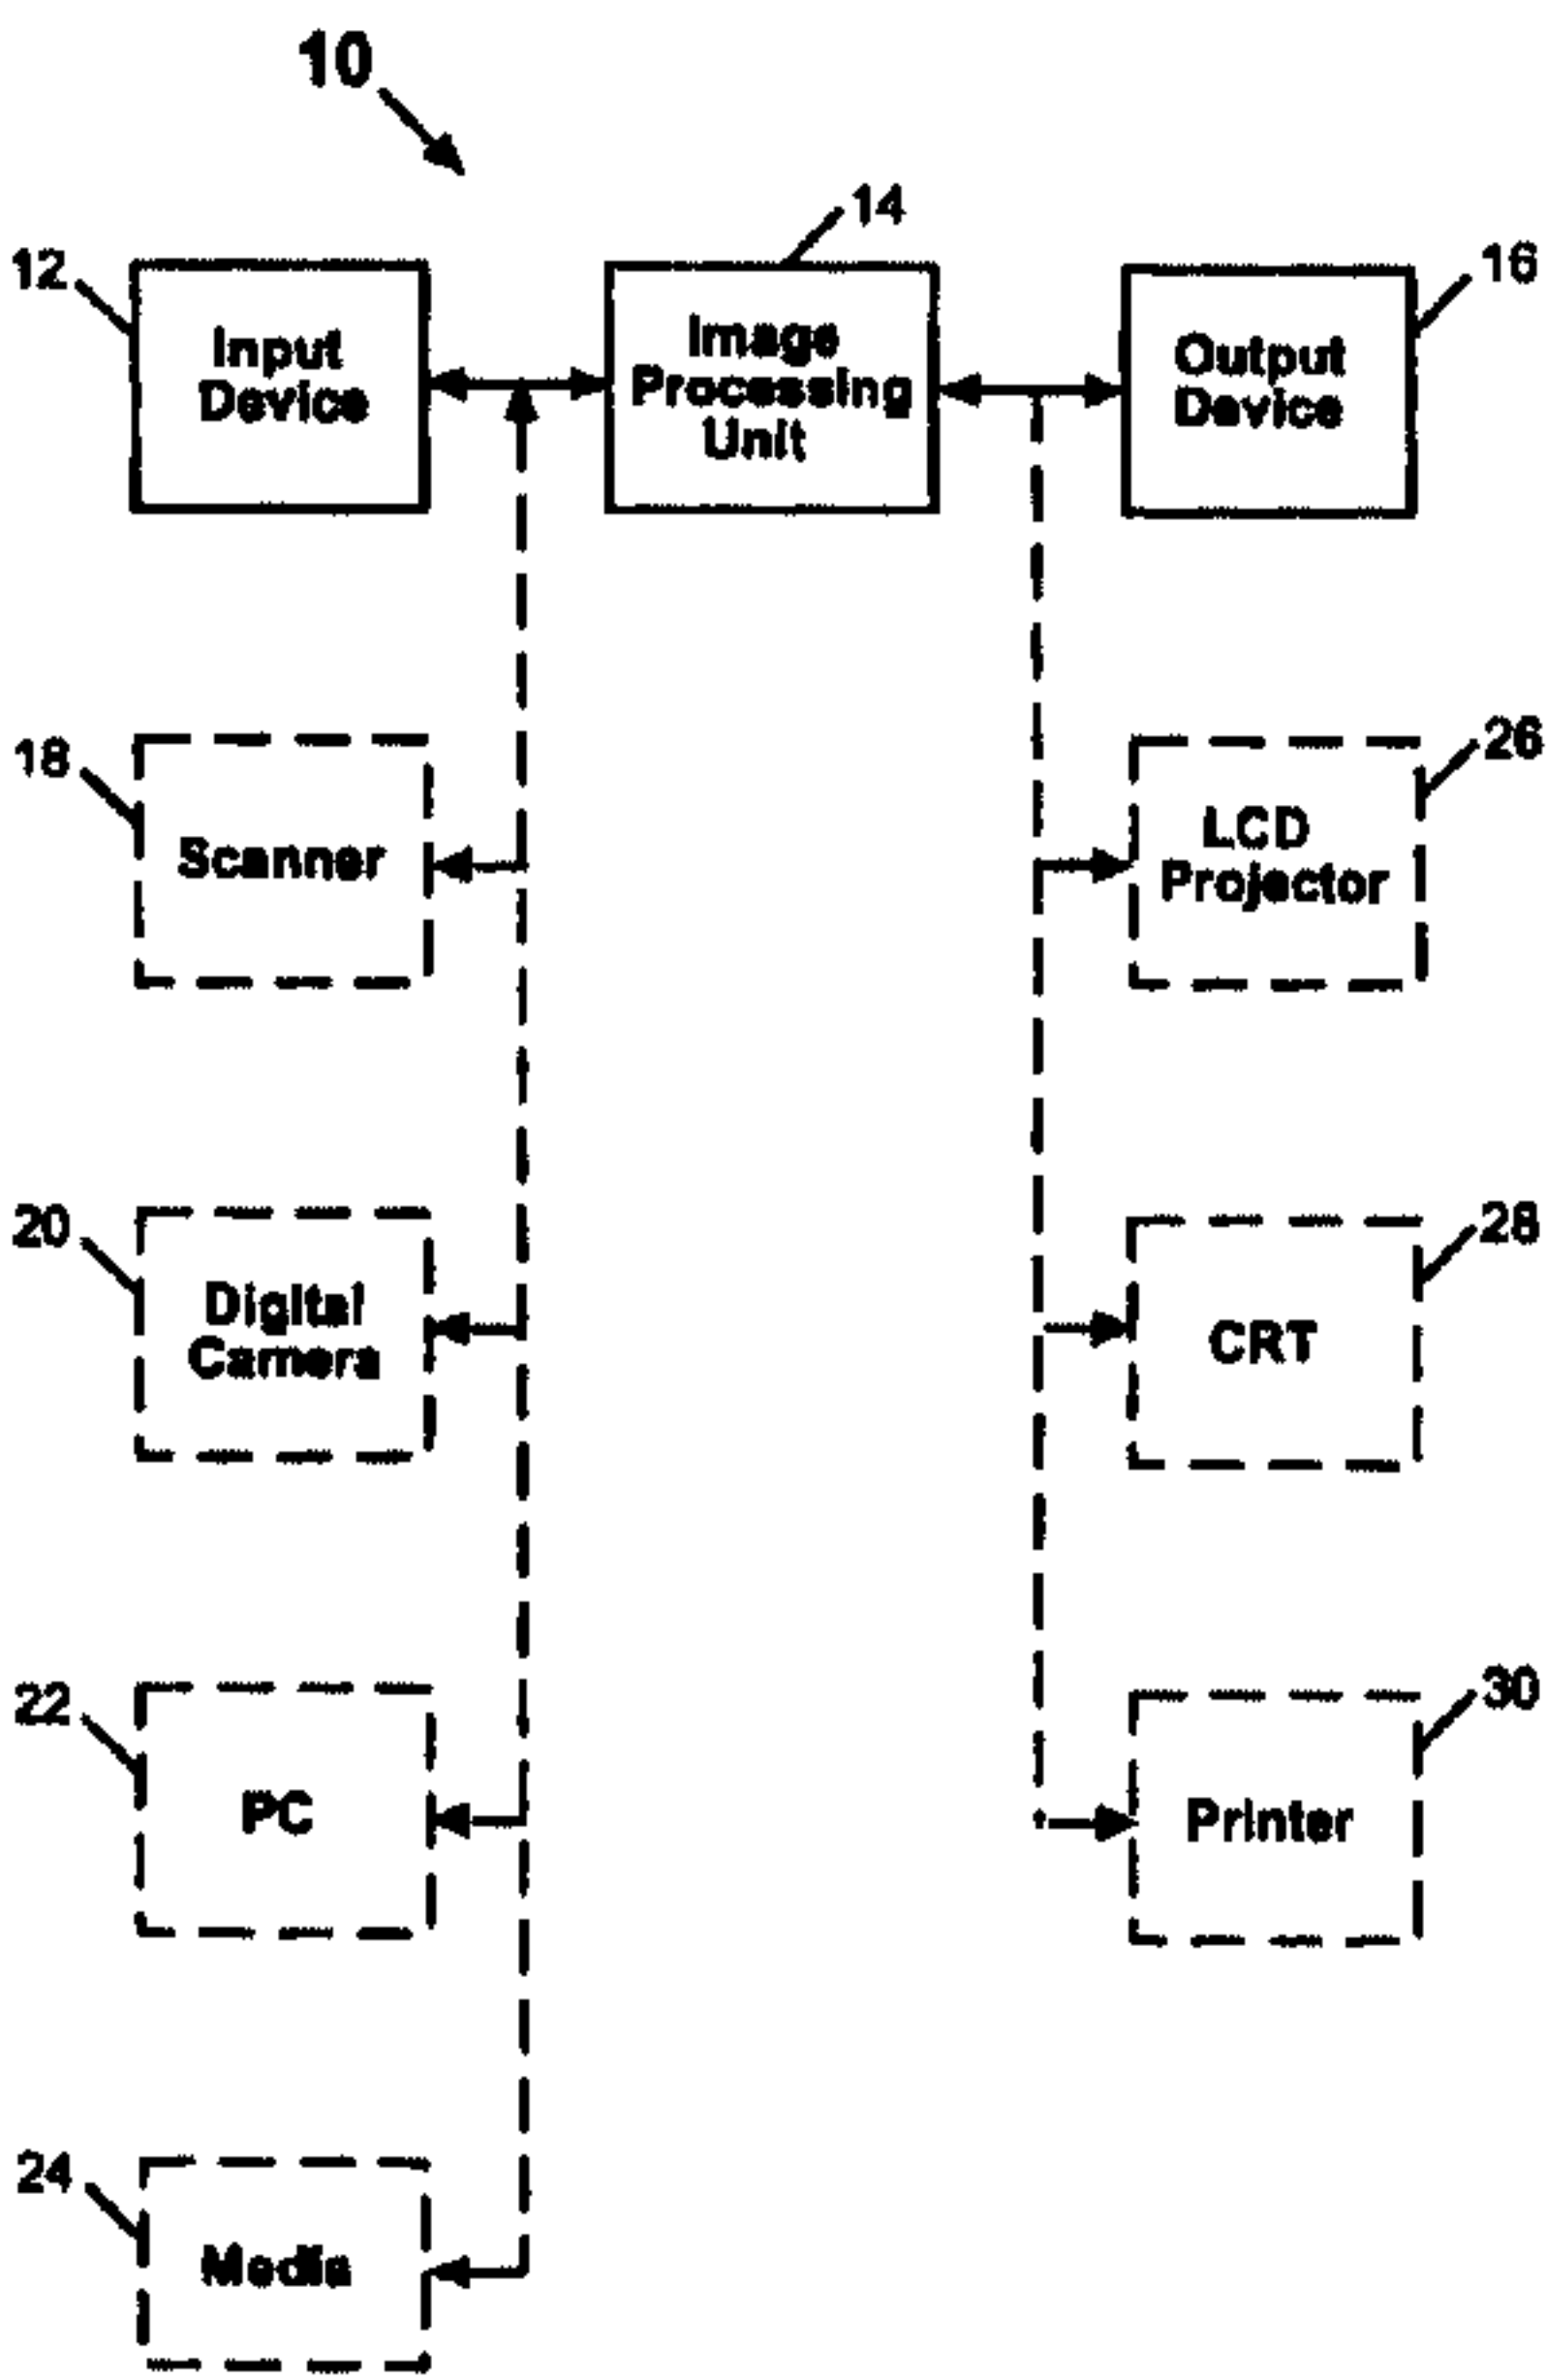 10
12
14
16
Input
Device
Image
Processing
Unit
Output
Device
18
Scanner
26
LCD
Projector
20
Digital
Camera
28
CRT
22
PC
30
Printer
24
Media